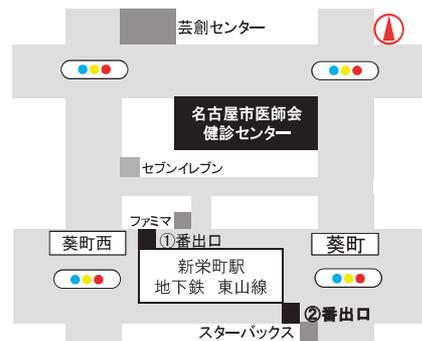 芸創センター
名古屋市医師会
健診センター
セブンイレブン
ファミマ
①番出口
葵町西
葵町
新栄町駅
地下鉄 東山線
②番出口
スターバックス